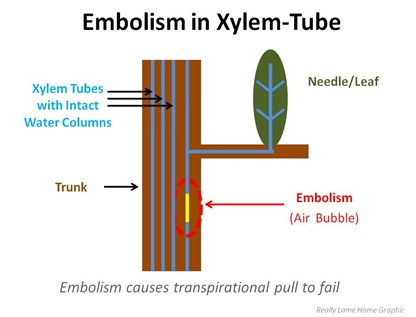 Embolism in Xylem-Tube
Xylem Tubes
with Intact
Water Columns
Needle/Leaf
Trunk
Embolism
(Air Bubble)
Embolism causes transpirational pull to fail
Really Lame Home Graphic